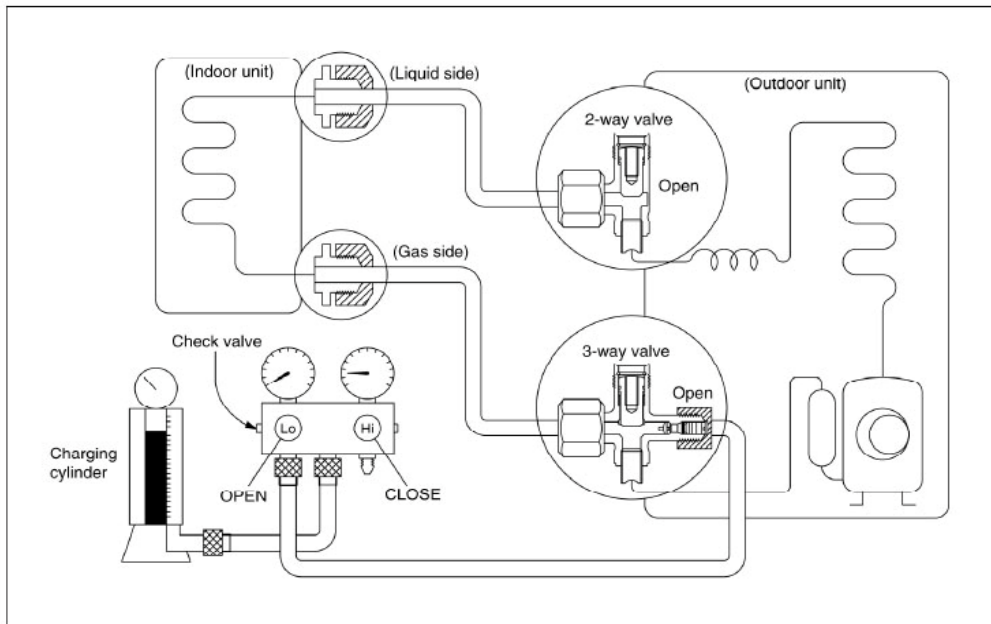 (Indoor unit)
(Liquid side)
(Outdoor unit)
2-way valve
Open
(Gas side)
Check valve
3-way valve
Open
Lo
Hi
Charging
cylinder
OPEN
CLOSE